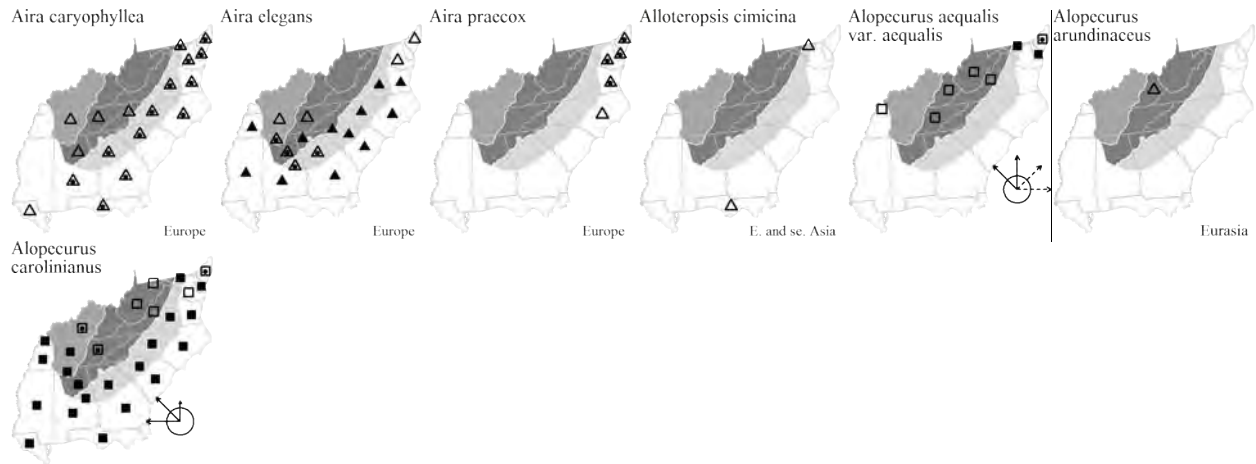 Aira caryophyllea
Europe
Aira elegans
Europe
Aira praecox
Europe
Alloteropsis cimicina
E. and se. Asia
Alopecurus aequalis
var. aequalis
Alopecurus
arundinaceus
Eurasia
Alopecurus
carolinianus